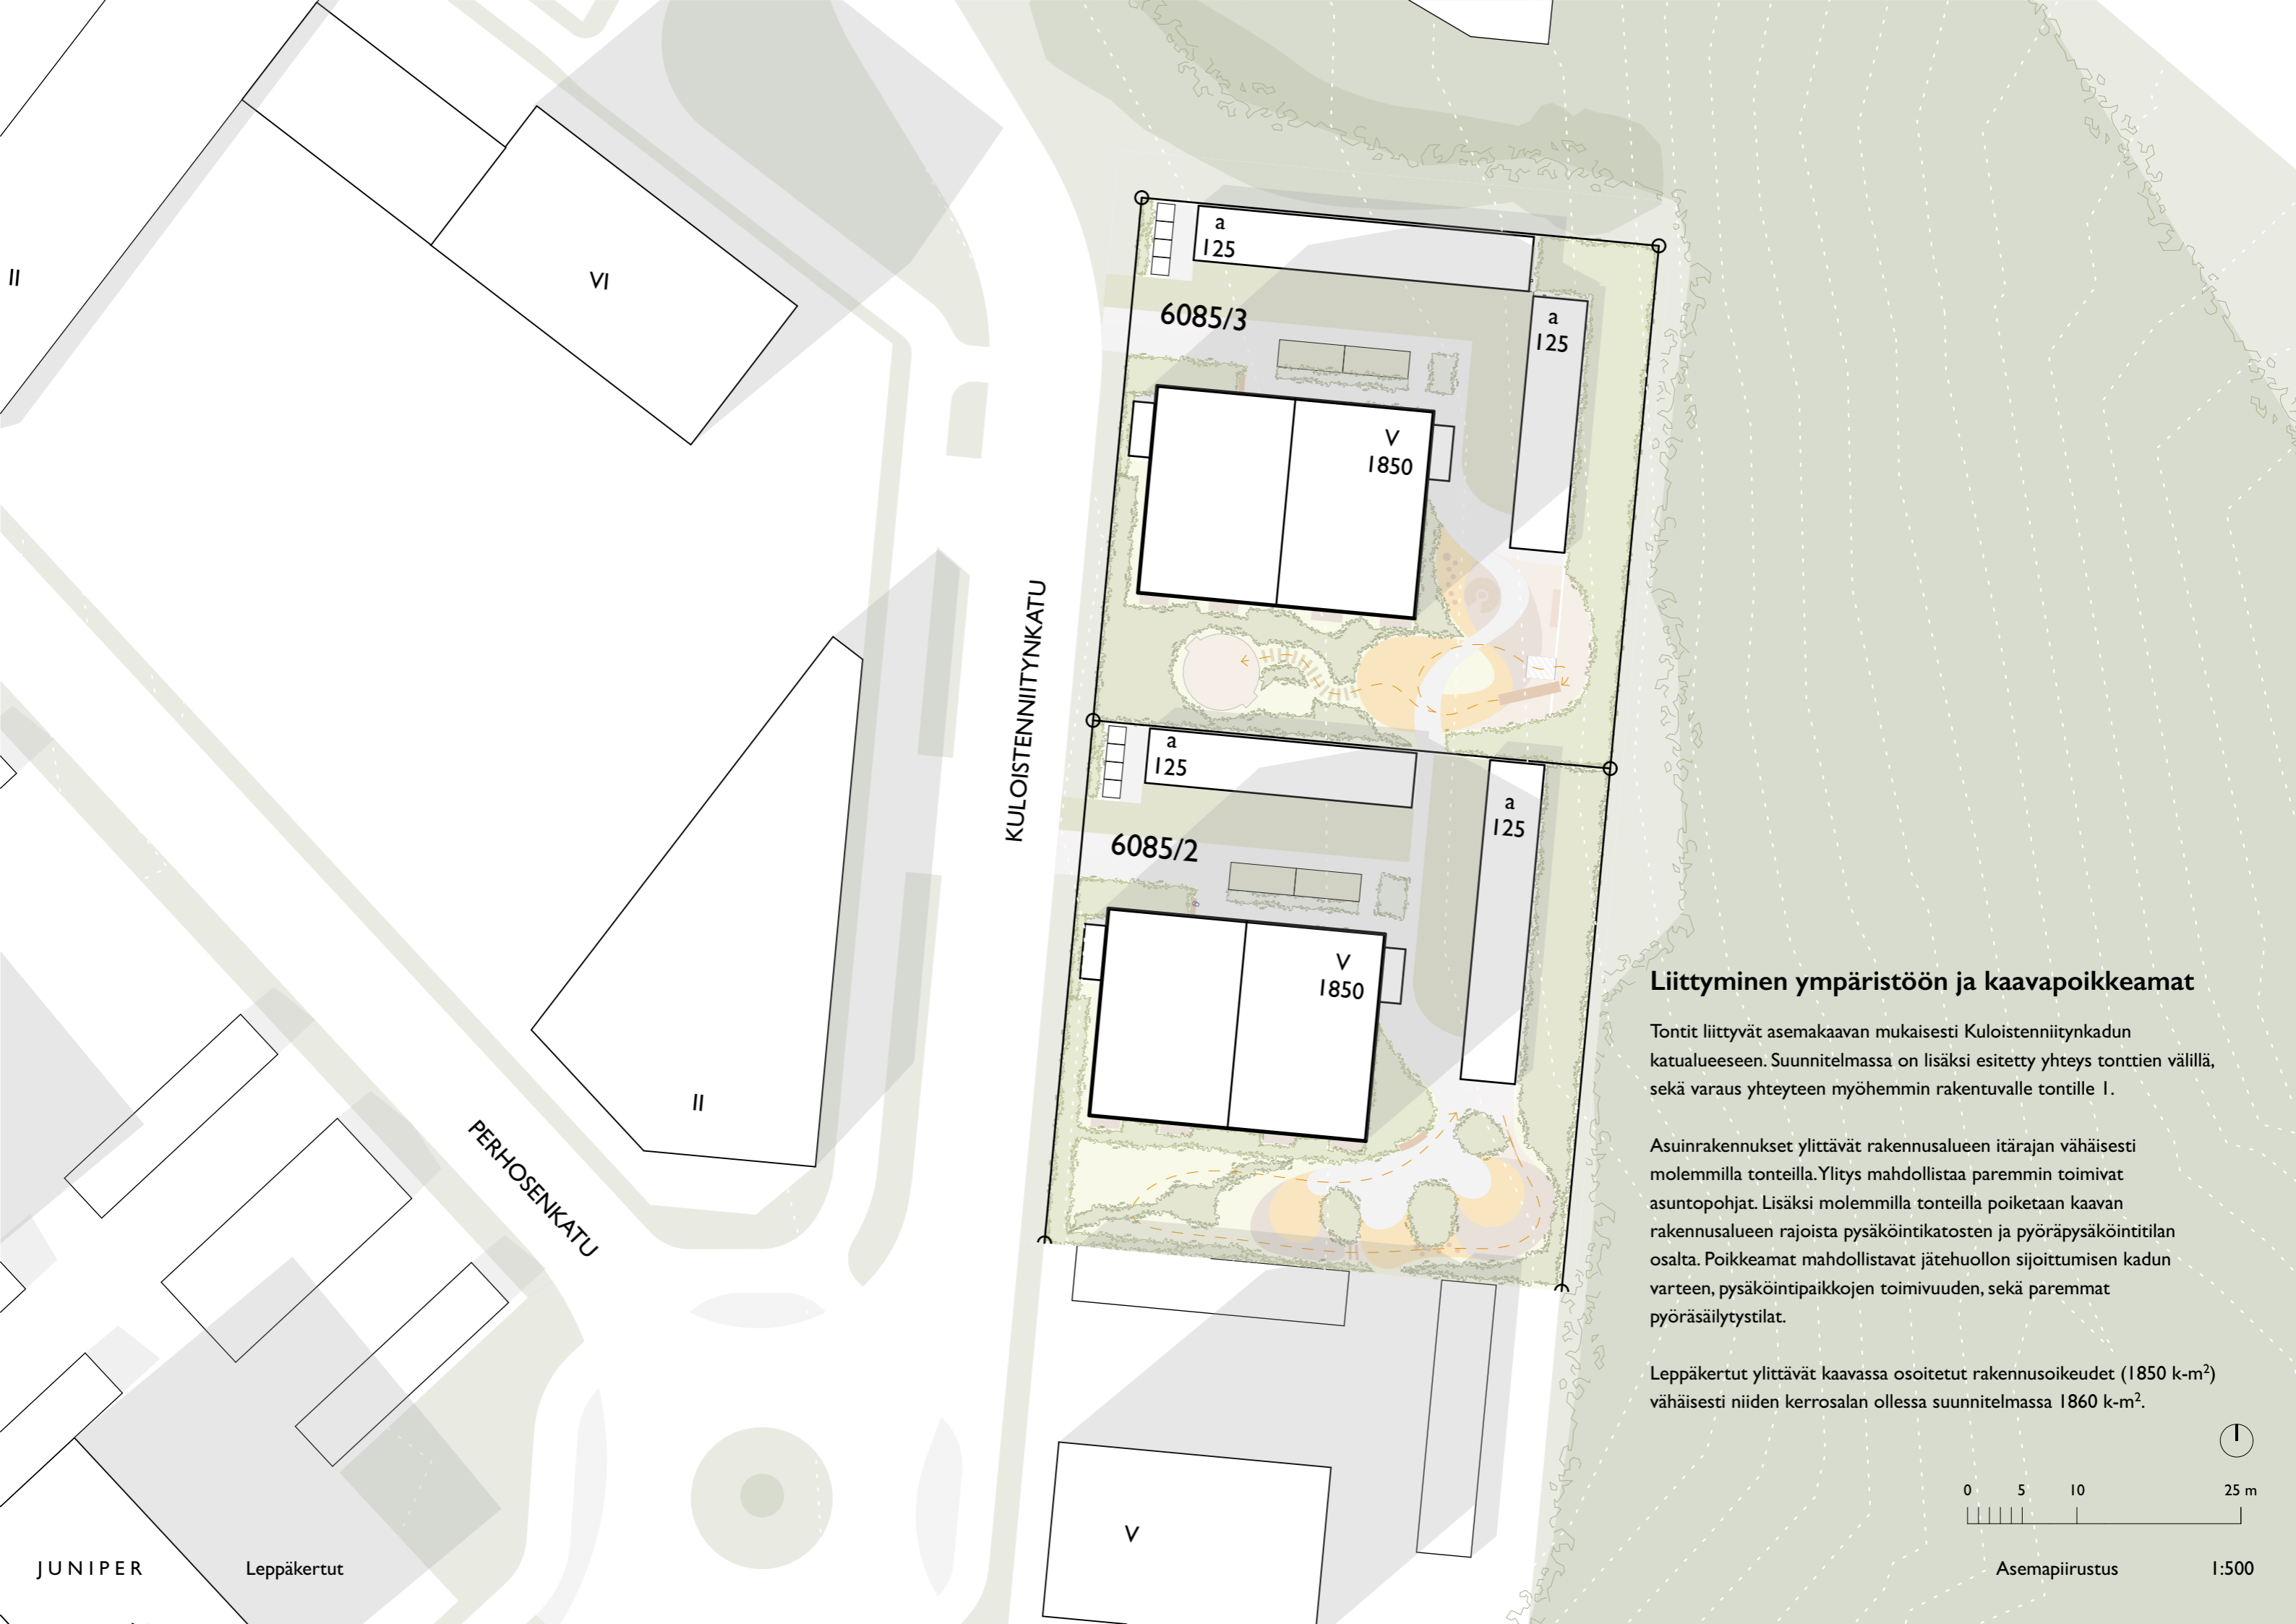 II
VI
a
125
6085/3
a
125
V
1850
KULOISTENNIITYNKATU
a
125
a
125
6085/2
V
1850
II
PERHOSENKATU
V
Liittyminen ympäristöön ja kaavapoikkeamat
Tontit liittyvät asemakaavan mukaisesti Kuloistenniitynkadun
katualueeseen. Suunnitelmassa on lisäksi esitetty yhteys tonttien välillä,
sekä varaus yhteyteen myöhemmin rakentuvalle tontille 1.
Asuinrakennukset ylittävät rakennusalueen itärajan vähäisesti
molemmilla tonteilla. Ylitys mahdollistaa paremmin toimivat
asuntopohjat. Lisäksi molemmilla tonteilla poiketaan kaavan
rakennusalueen rajoista pysäköintikatosten ja pyöräpysäköintitilan
osalta. Poikkeamat mahdollistavat jätehuollon sijoittumisen kadun
varteen, pysäköintipaikkojen toimivuuden, sekä paremmat
pyöräsäilytystilat.
Leppäkertut ylittävät kaavassa osoitetut rakennusoikeudet (1850 k-m²)
vähäisesti niiden kerrosalan ollessa suunnitelmassa 1860 k-m².
0 5 10 25 m
JUNIPER
Leppäkertut
Asemapiirustus
1:500